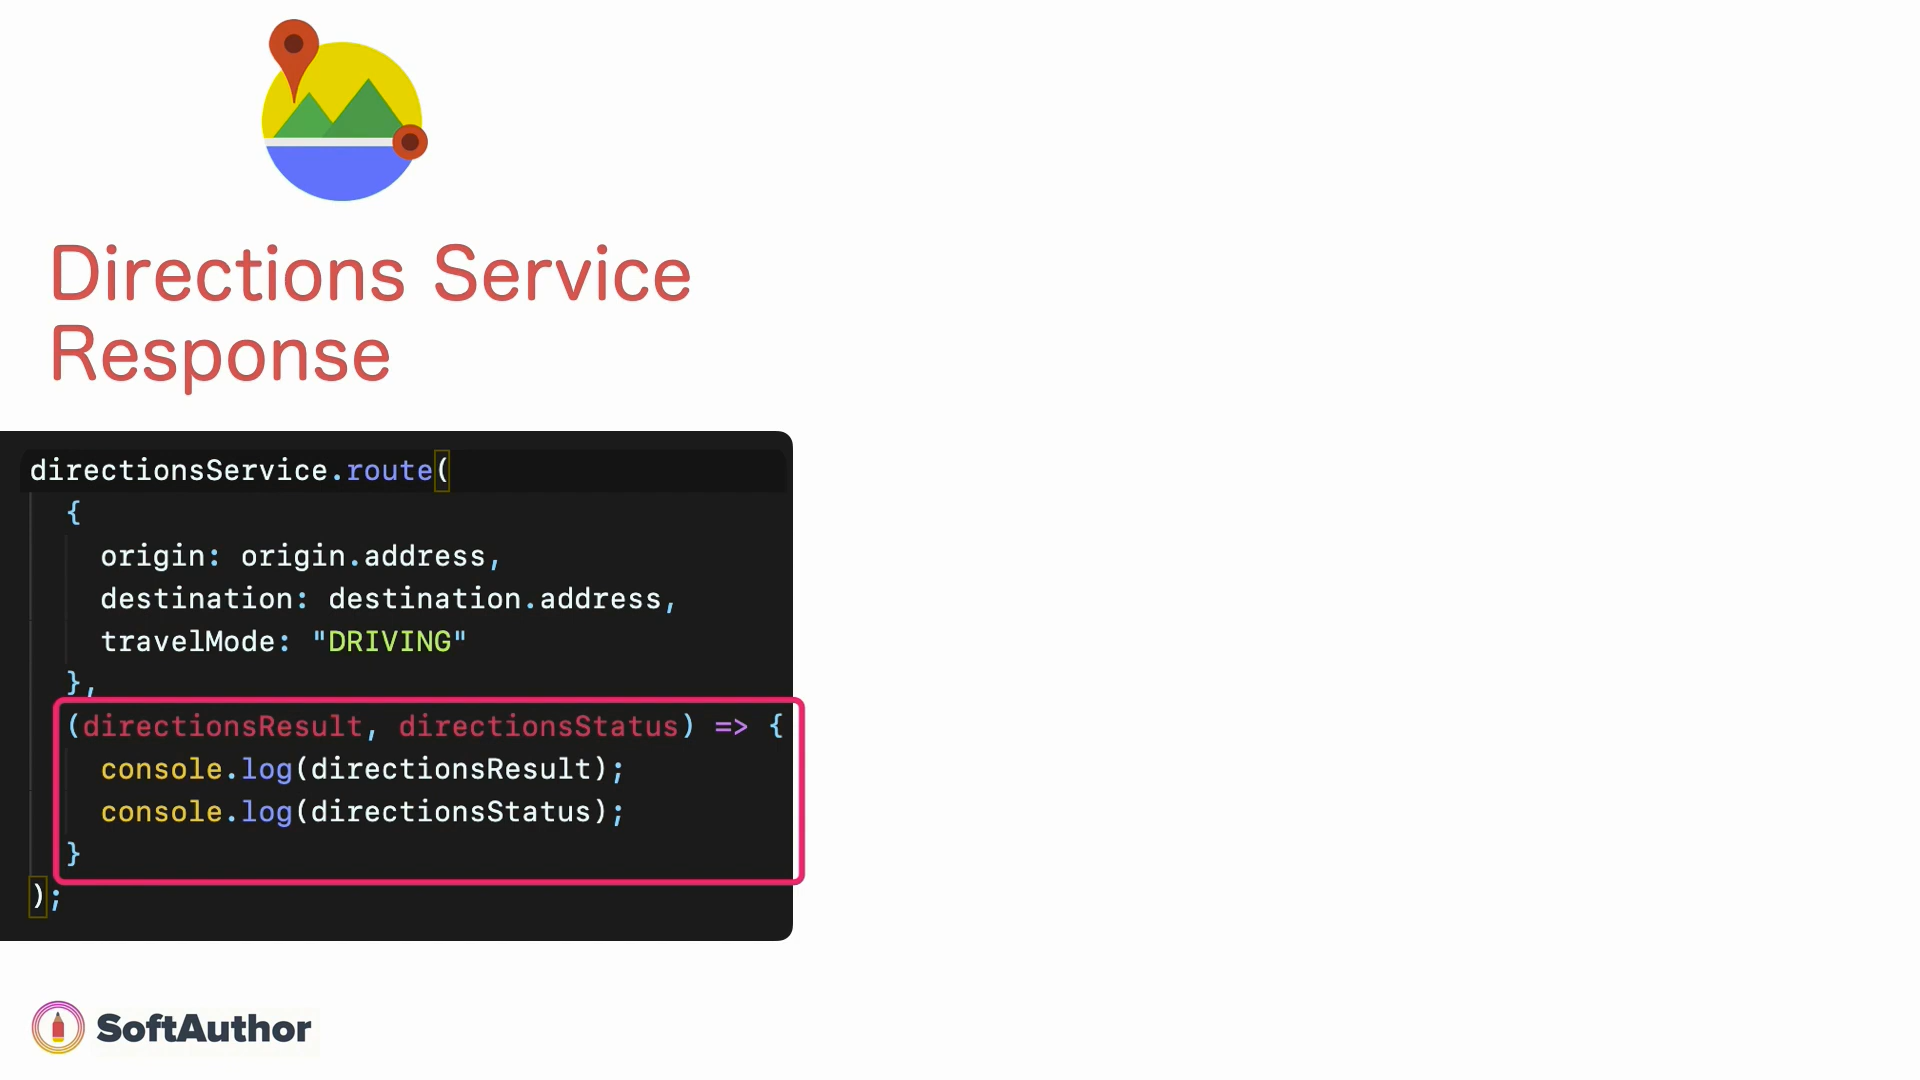 Directions Service
Response
directionsService.route(
{
origin: origin.address,
destination: destination.address,
travelMode: "DRIVING"
},
(directionsResult, directionsStatus) => {
console.log(directionsResult);
console.log(directionsStatus);
}
);
SoftAuthor